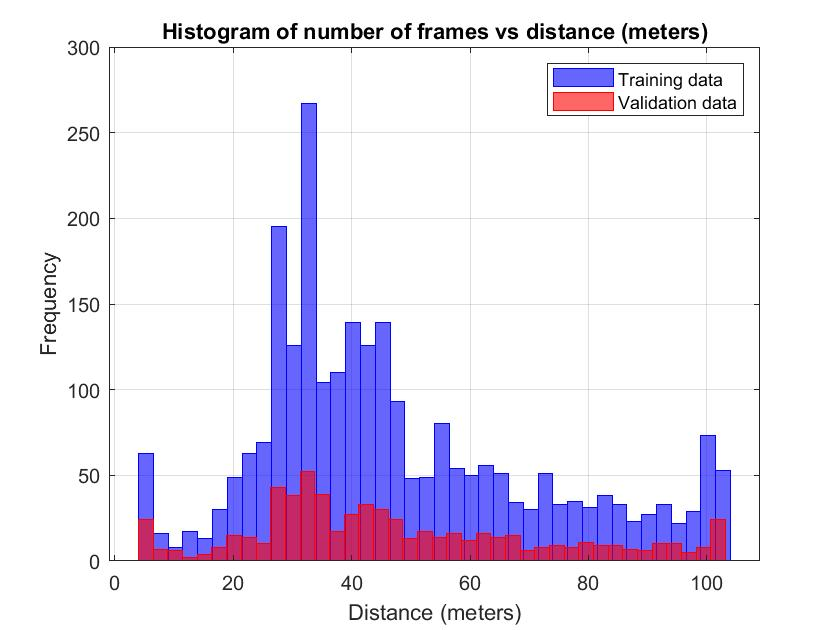 Histogram of number of frames vs distance (meters)
Training data
Validation data
300
250
200
150
100
50
0
Frequency
0 20 40 60 80 100
Distance (meters)